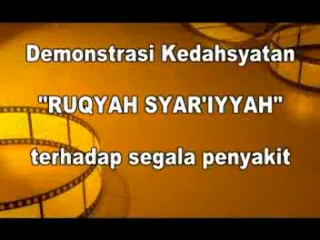 Demonstrasi Kedahsyatan
"RUQYAH SYAR'IYYAH"
terhadap segala penyakit